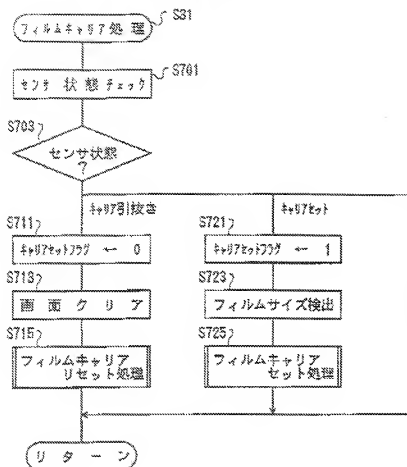 フィルムキャリア処理
S31
センサ 状態 チェック
S701
S703
センサ状態
?
キャリア引抜き
キャリアセット
S711
キャリアセットフラグ ← 0
S721
キャリアセットフラグ ← 1
S713
画面クリア
S723
フィルムサイズ検出
S715
フィルムキャリア
リセット処理
S725
フィルムキャリア
セット処理
リターン